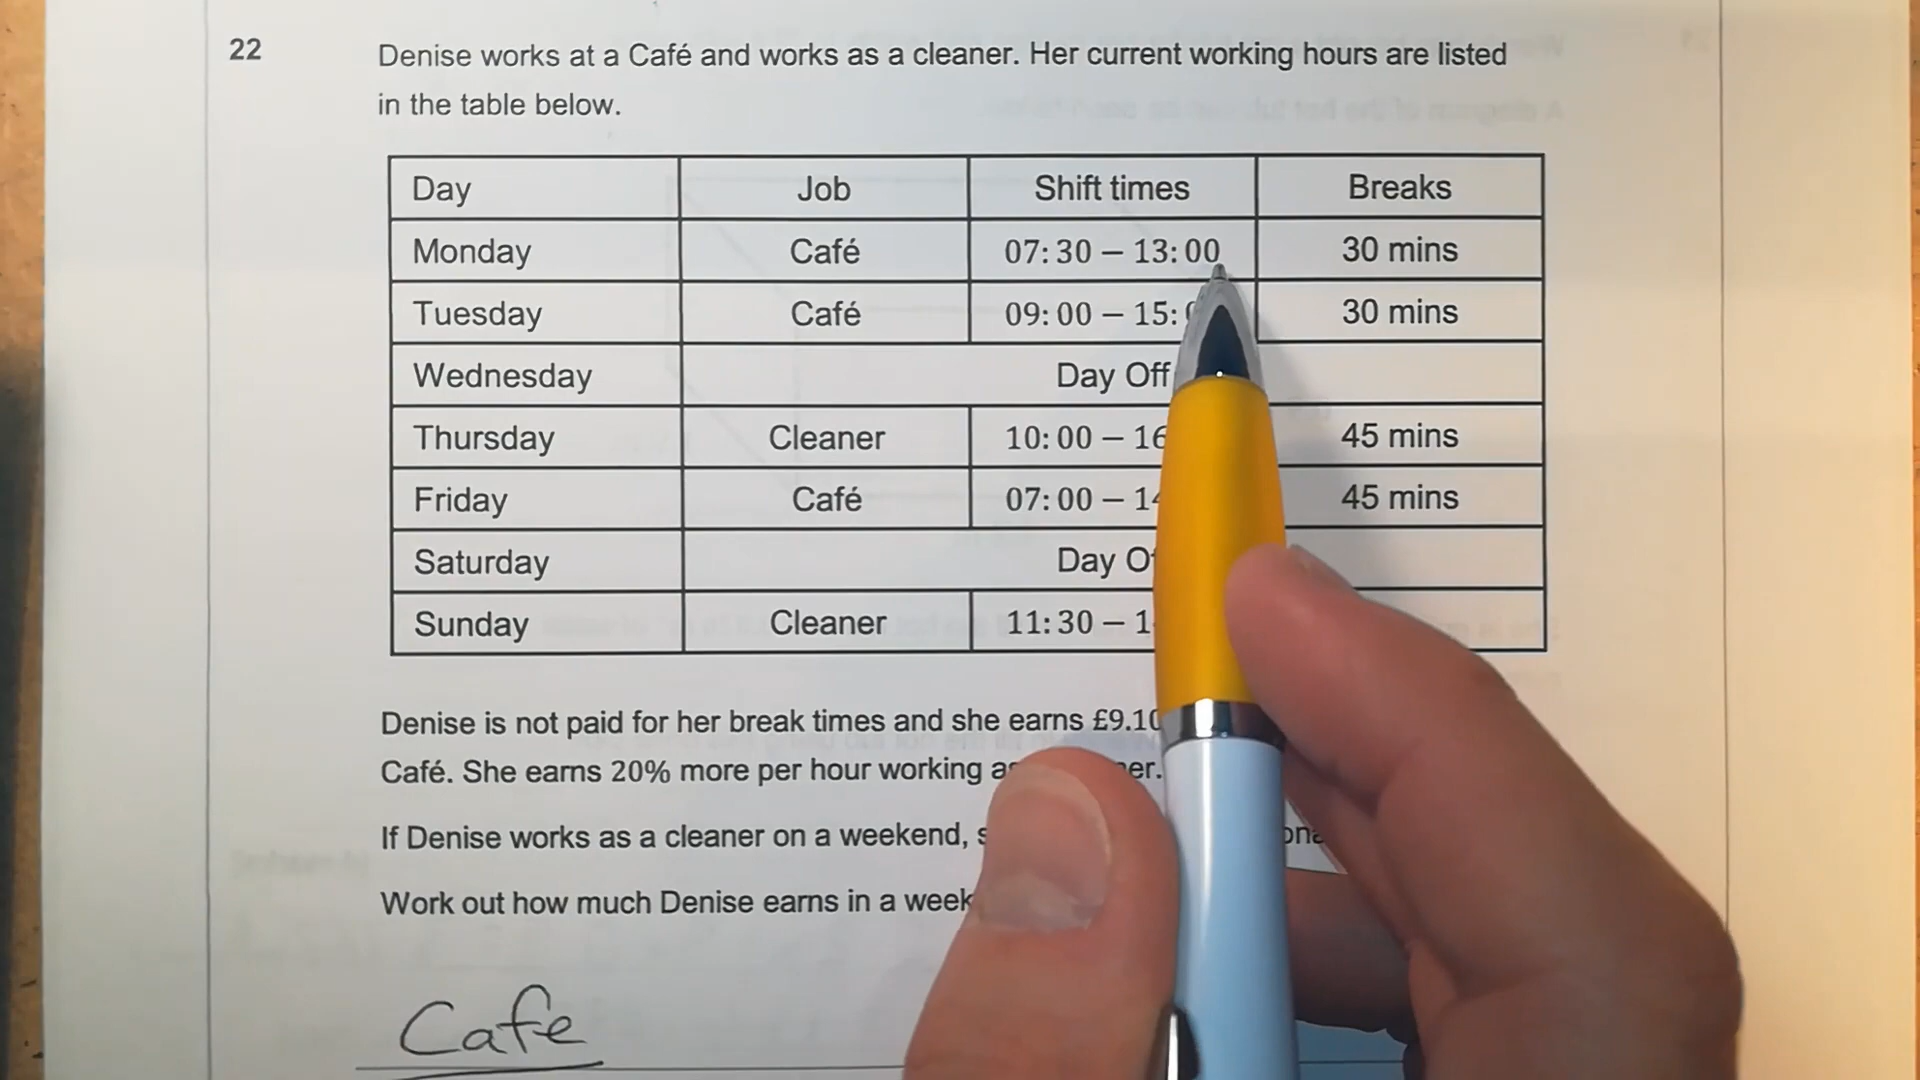 22 Denise works at a Café and works as a cleaner. Her current working hours are listed
in the table below.
Day Job Shift times Breaks
Monday Café 07:30 – 13:00 30 mins
Tuesday Café 09:00 – 15: 30 mins
Wednesday Day Off
Thursday Cleaner 10:00 – 16 45 mins
Friday Café 07:00 – 14 45 mins
Saturday Day
Sunday Cleaner 11:30 – 1
Denise is not paid for her break times and she earns £9.10
Café. She earns 20% more per hour working
If Denise works as a cleaner on a weekend,
Work out how much Denise earns in a week
Cafe